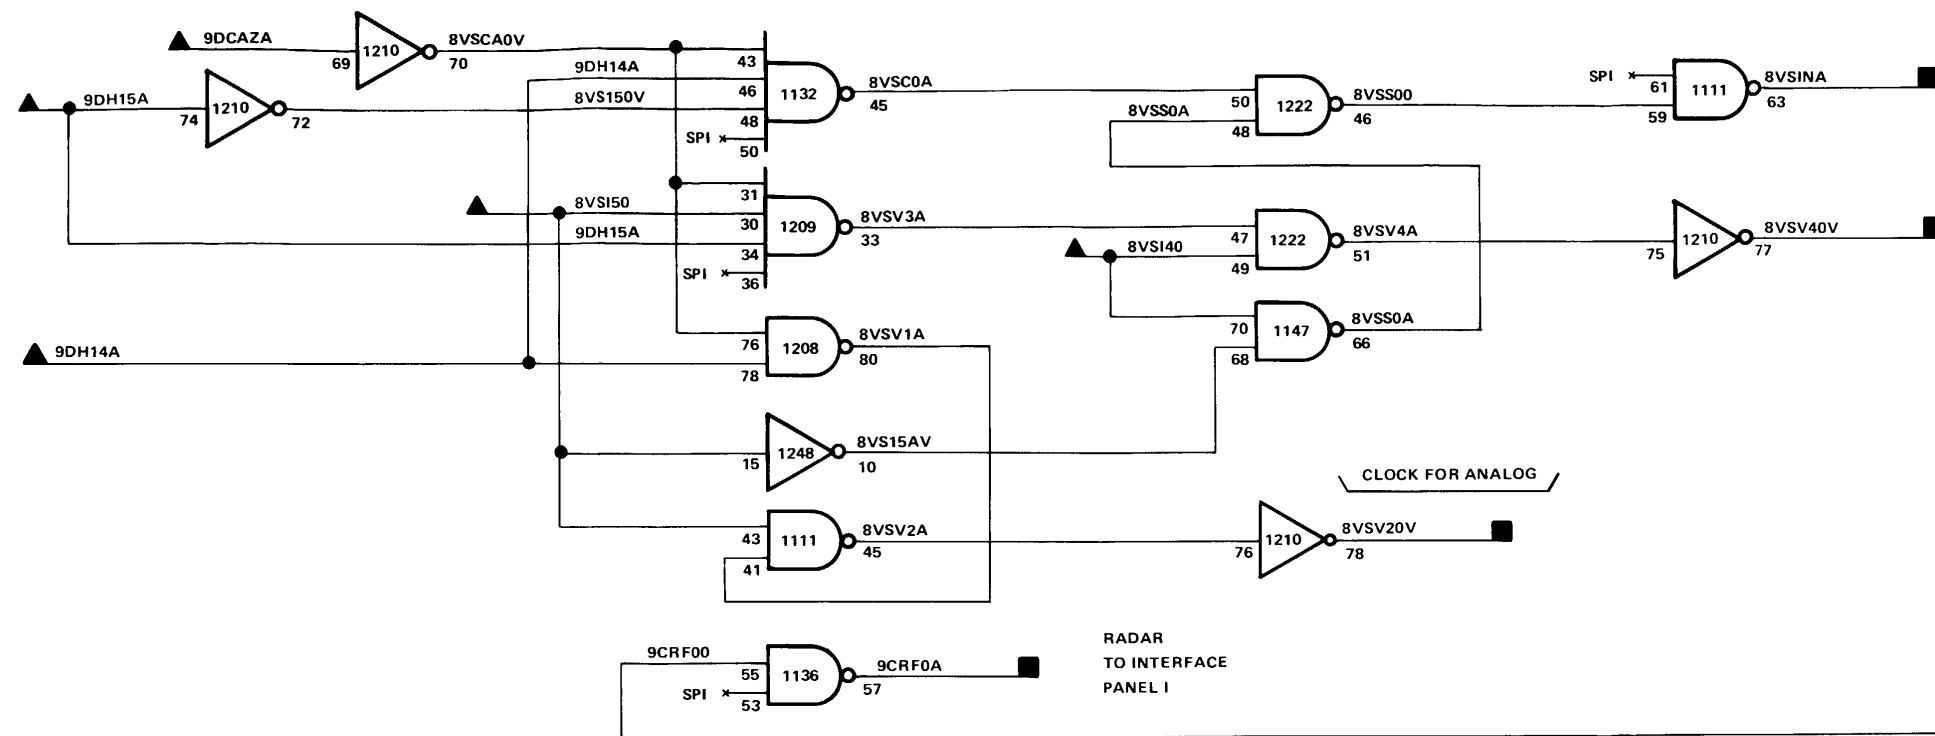 9DCAZA
69
1210
8VSCA0V
70
9DH15A
74
1210
72
9DH14A
8VS150V
43
46
48
SPI
50
1132
8VSC0A
45
8VSS0A
50
48
1222
8VSS00
46
SPI
61
59
1111
8VSINA
63
8VSI50
9DH15A
31
30
34
SPI
36
1209
8VSV3A
33
8VSI40
47
49
1222
8VSV4A
51
75
1210
8VSV40V
77
9DH14A
76
78
1208
8VSV1A
80
70
68
1147
8VSS0A
66
15
1248
8VS15AV
10
43
41
1111
8VSV2A
45
CLOCK FOR ANALOG
76
1210
8VSV20V
78
9CRF00
55
SPI
53
1136
9CRF0A
57
RADAR
TO INTERFACE
PANEL I